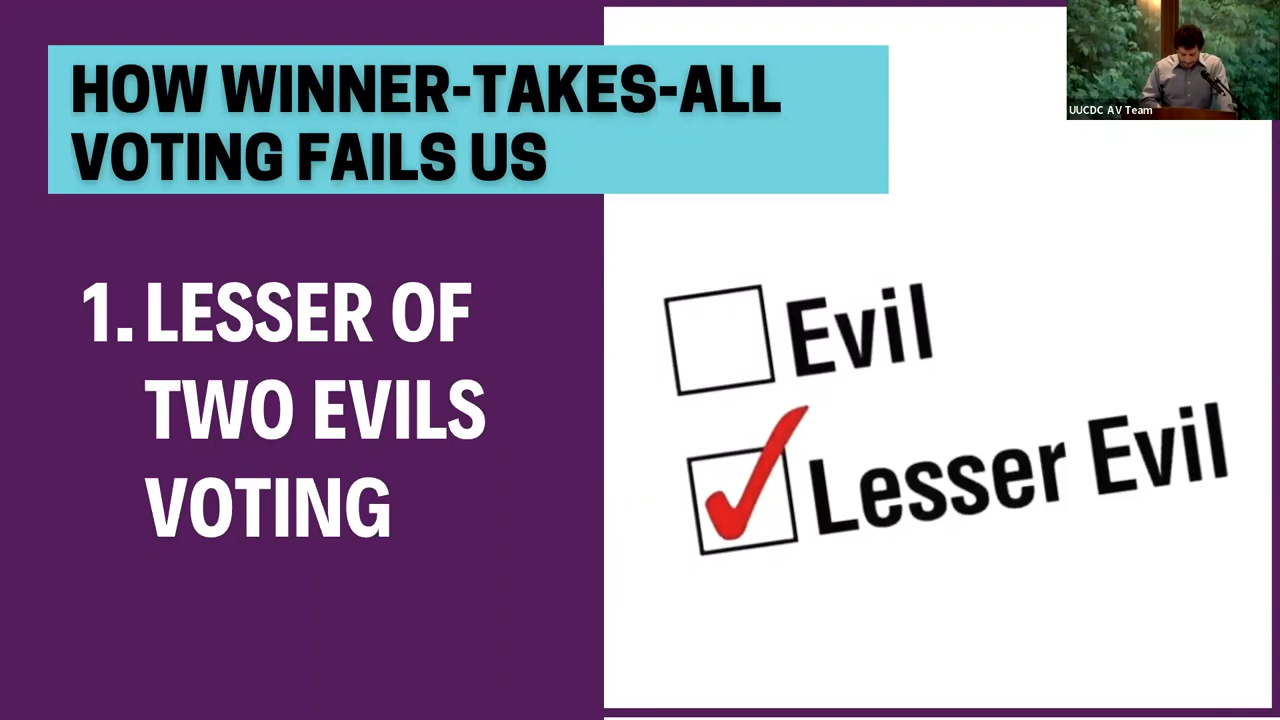 HOW WINNER-TAKES-ALL
VOTING FAILS US
UUCDC AV Team
1. LESSER OF
TWO EVILS
VOTING
Evil
Lesser Evil